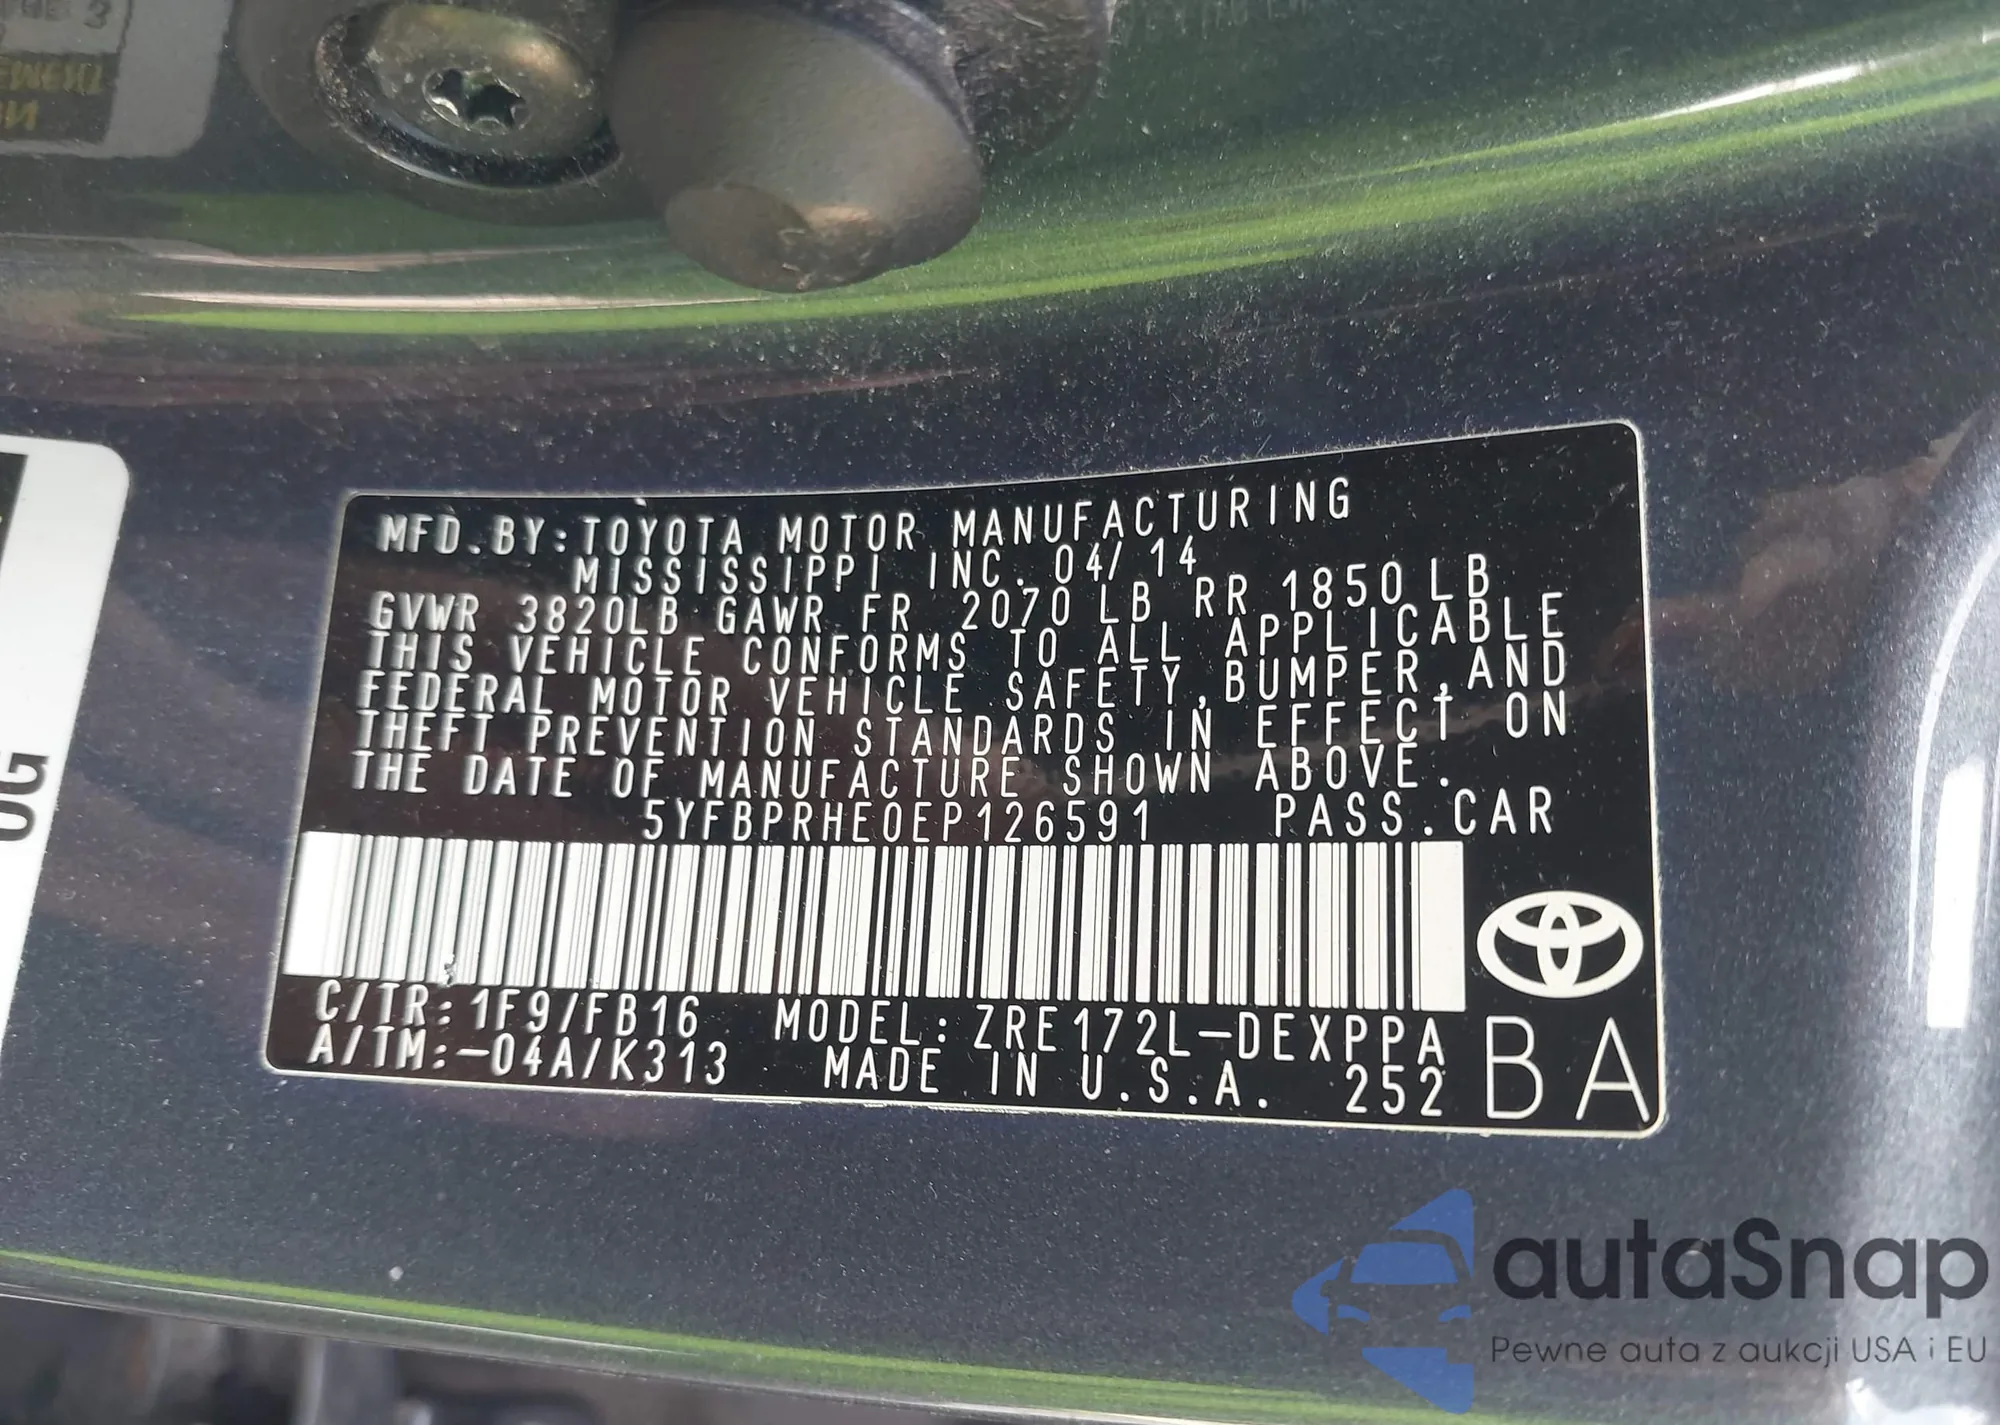 MFD.BY:TOYOTA MOTOR MANUFACTURING
MISSISSIPPI INC. 04/14
GVWR 3820LB GAWR FR 2070 LB RR 1850LB
THIS VEHICLE CONFORMS TO ALL APPLICABLE
FEDERAL MOTOR VEHICLE SAFETY,BUMPER,AND
THEFT PREVENTION STANDARDS IN EFFECT ON
THE DATE OF MANUFACTURE SHOWN ABOVE.
5YFBPRHE0EP126591 PASS.CAR
C/TR:1F9/FB16 MODEL:ZRE172L-DEXPPA
A/TM:-04A/K313 MADE IN U.S.A. 252
BA
autaSnap
Pewne auta z aukcji USA i EU